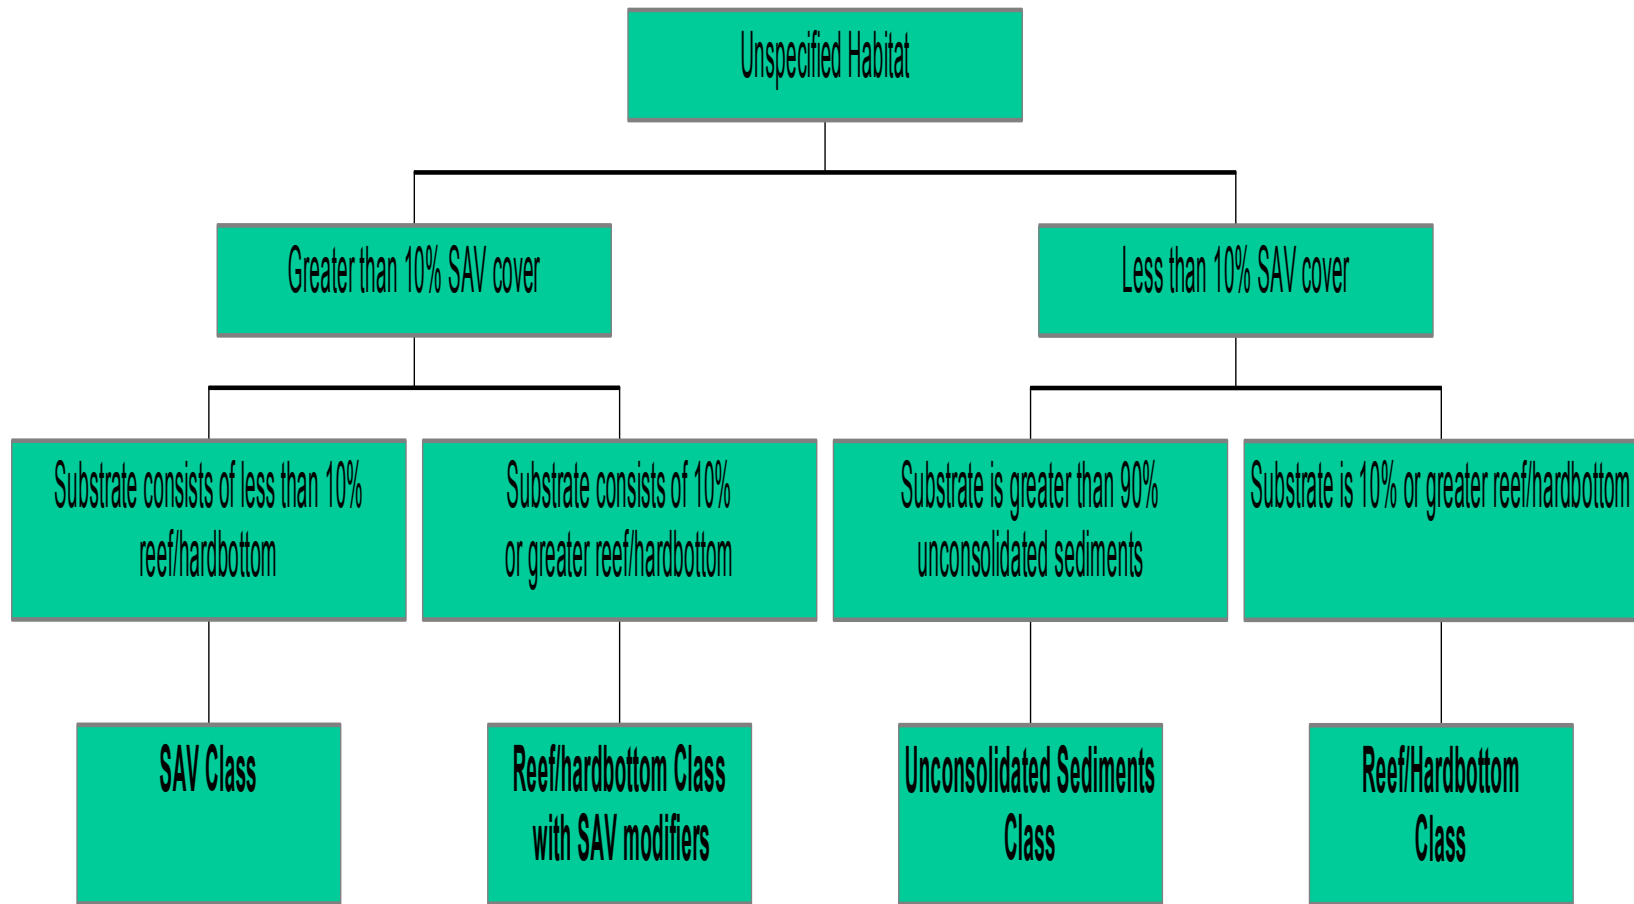 Unspecified Habitat
Greater than 10% SAV cover
Less than 10% SAV cover
Substrate consists of less than 10%
reef/hardbottom
Substrate consists of 10%
or greater reef/hardbottom
Substrate is greater than 90%
unconsolidated sediments
Substrate is 10% or greater reef/hardbottom
SAV Class
Reef/hardbottom Class
with SAV modifiers
Unconsolidated Sediments
Class
Reef/Hardbottom
Class